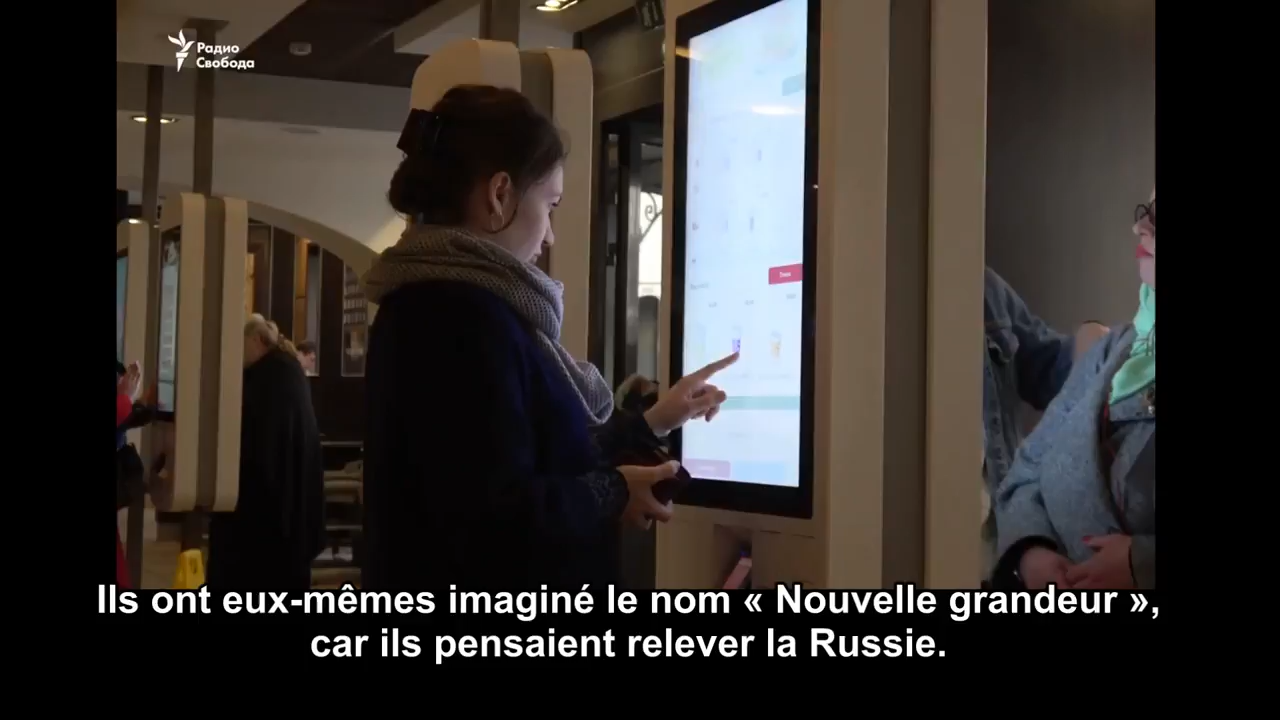 Радио
Свобода
Ils ont eux-mêmes imaginé le nom « Nouvelle grandeur »,
car ils pensaient relever la Russie.